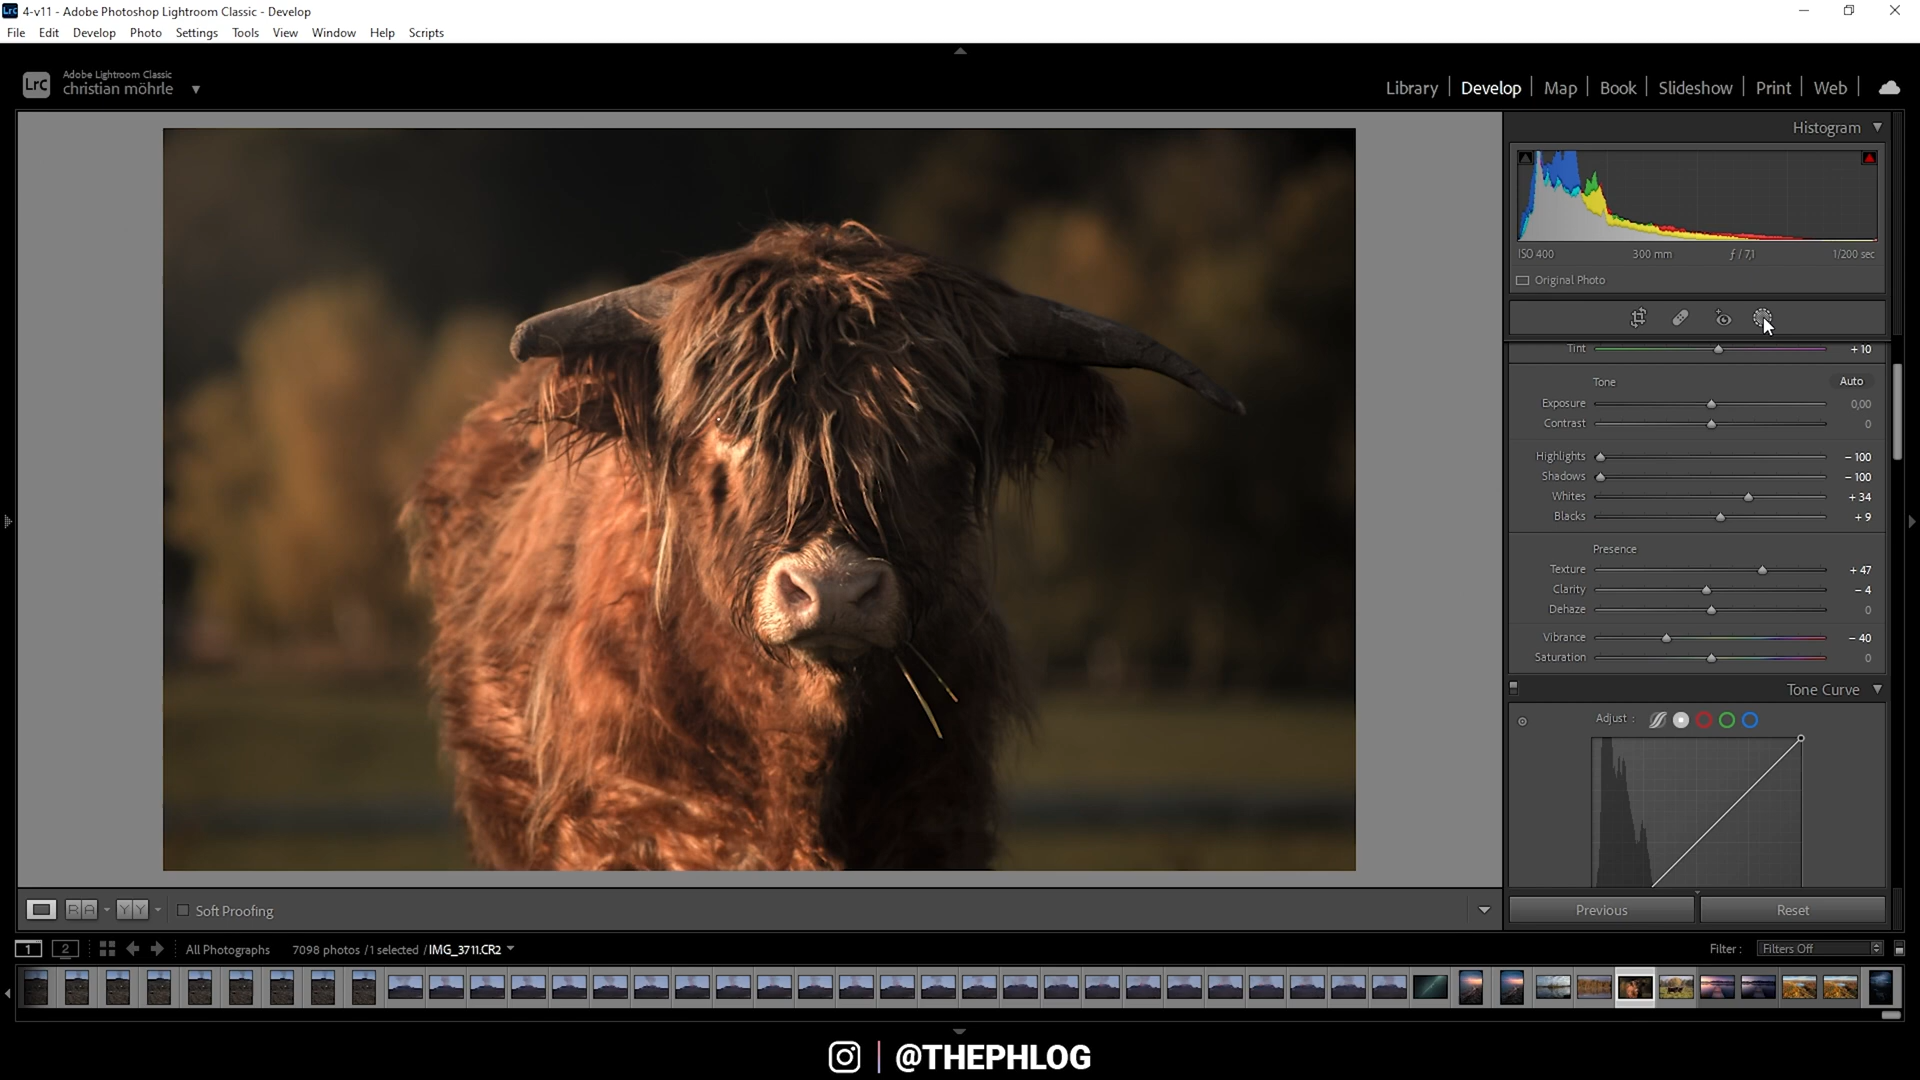 4-v11 - Adobe Photoshop Lightroom Classic - Develop
File Edit Develop Photo Settings Tools View Window Help Scripts
LrC Adobe Lightroom Classic
christian möhrle
Library Develop Map Book Slideshow Print Web
Histogram
ISO 400 300 mm ƒ / 7,1 1/200 sec
Original Photo
Tint +10
Tone Auto
Exposure 0,00
Contrast 0
Highlights - 100
Shadows - 100
Whites + 34
Blacks + 9
Presence
Texture + 47
Clarity - 4
Dehaze 0
Vibrance - 40
Saturation 0
Tone Curve
Adjust :
Previous Reset
R A Y Y Soft Proofing
1 2 All Photographs 7098 photos / 1 selected / IMG_3711.CR2 Filter : Filters Off
@THEPHLOG